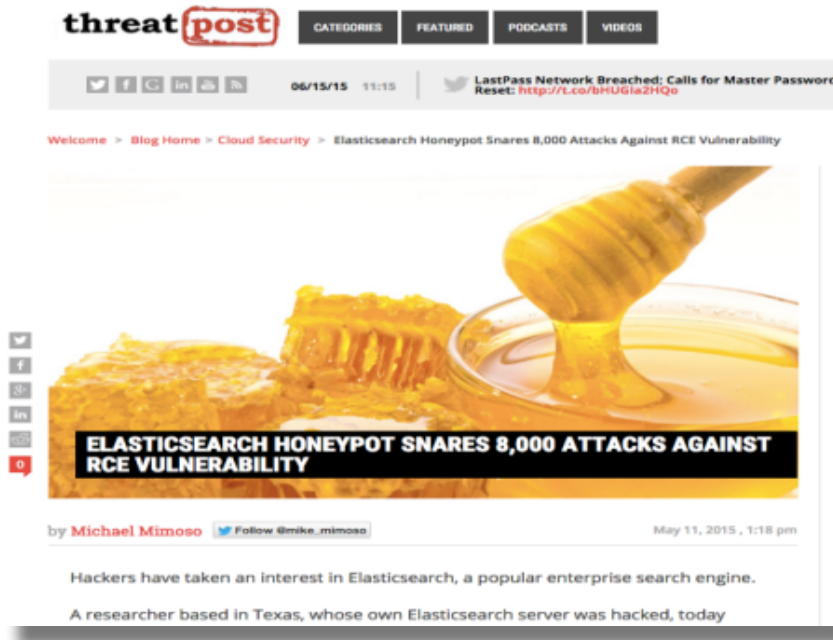 threatpost
CATEGORIES
FEATURED
PODCASTS
VIDEOS
06/15/15 11:15
LastPass Network Breached; Calls for Master Password
Reset: http://t.co/bHUGIa2HQo
Welcome > Blog Home > Cloud Security > Elasticsearch Honeypot Snares 8,000 Attacks Against RCE Vulnerability
ELASTICSEARCH HONEYPOT SNARES 8,000 ATTACKS AGAINST
RCE VULNERABILITY
0
by Michael Mimoso Follow @mike_mimoso May 11, 2015 , 1:18 pm
Hackers have taken an interest in Elasticsearch, a popular enterprise search engine.
A researcher based in Texas, whose own Elasticsearch server was hacked, today